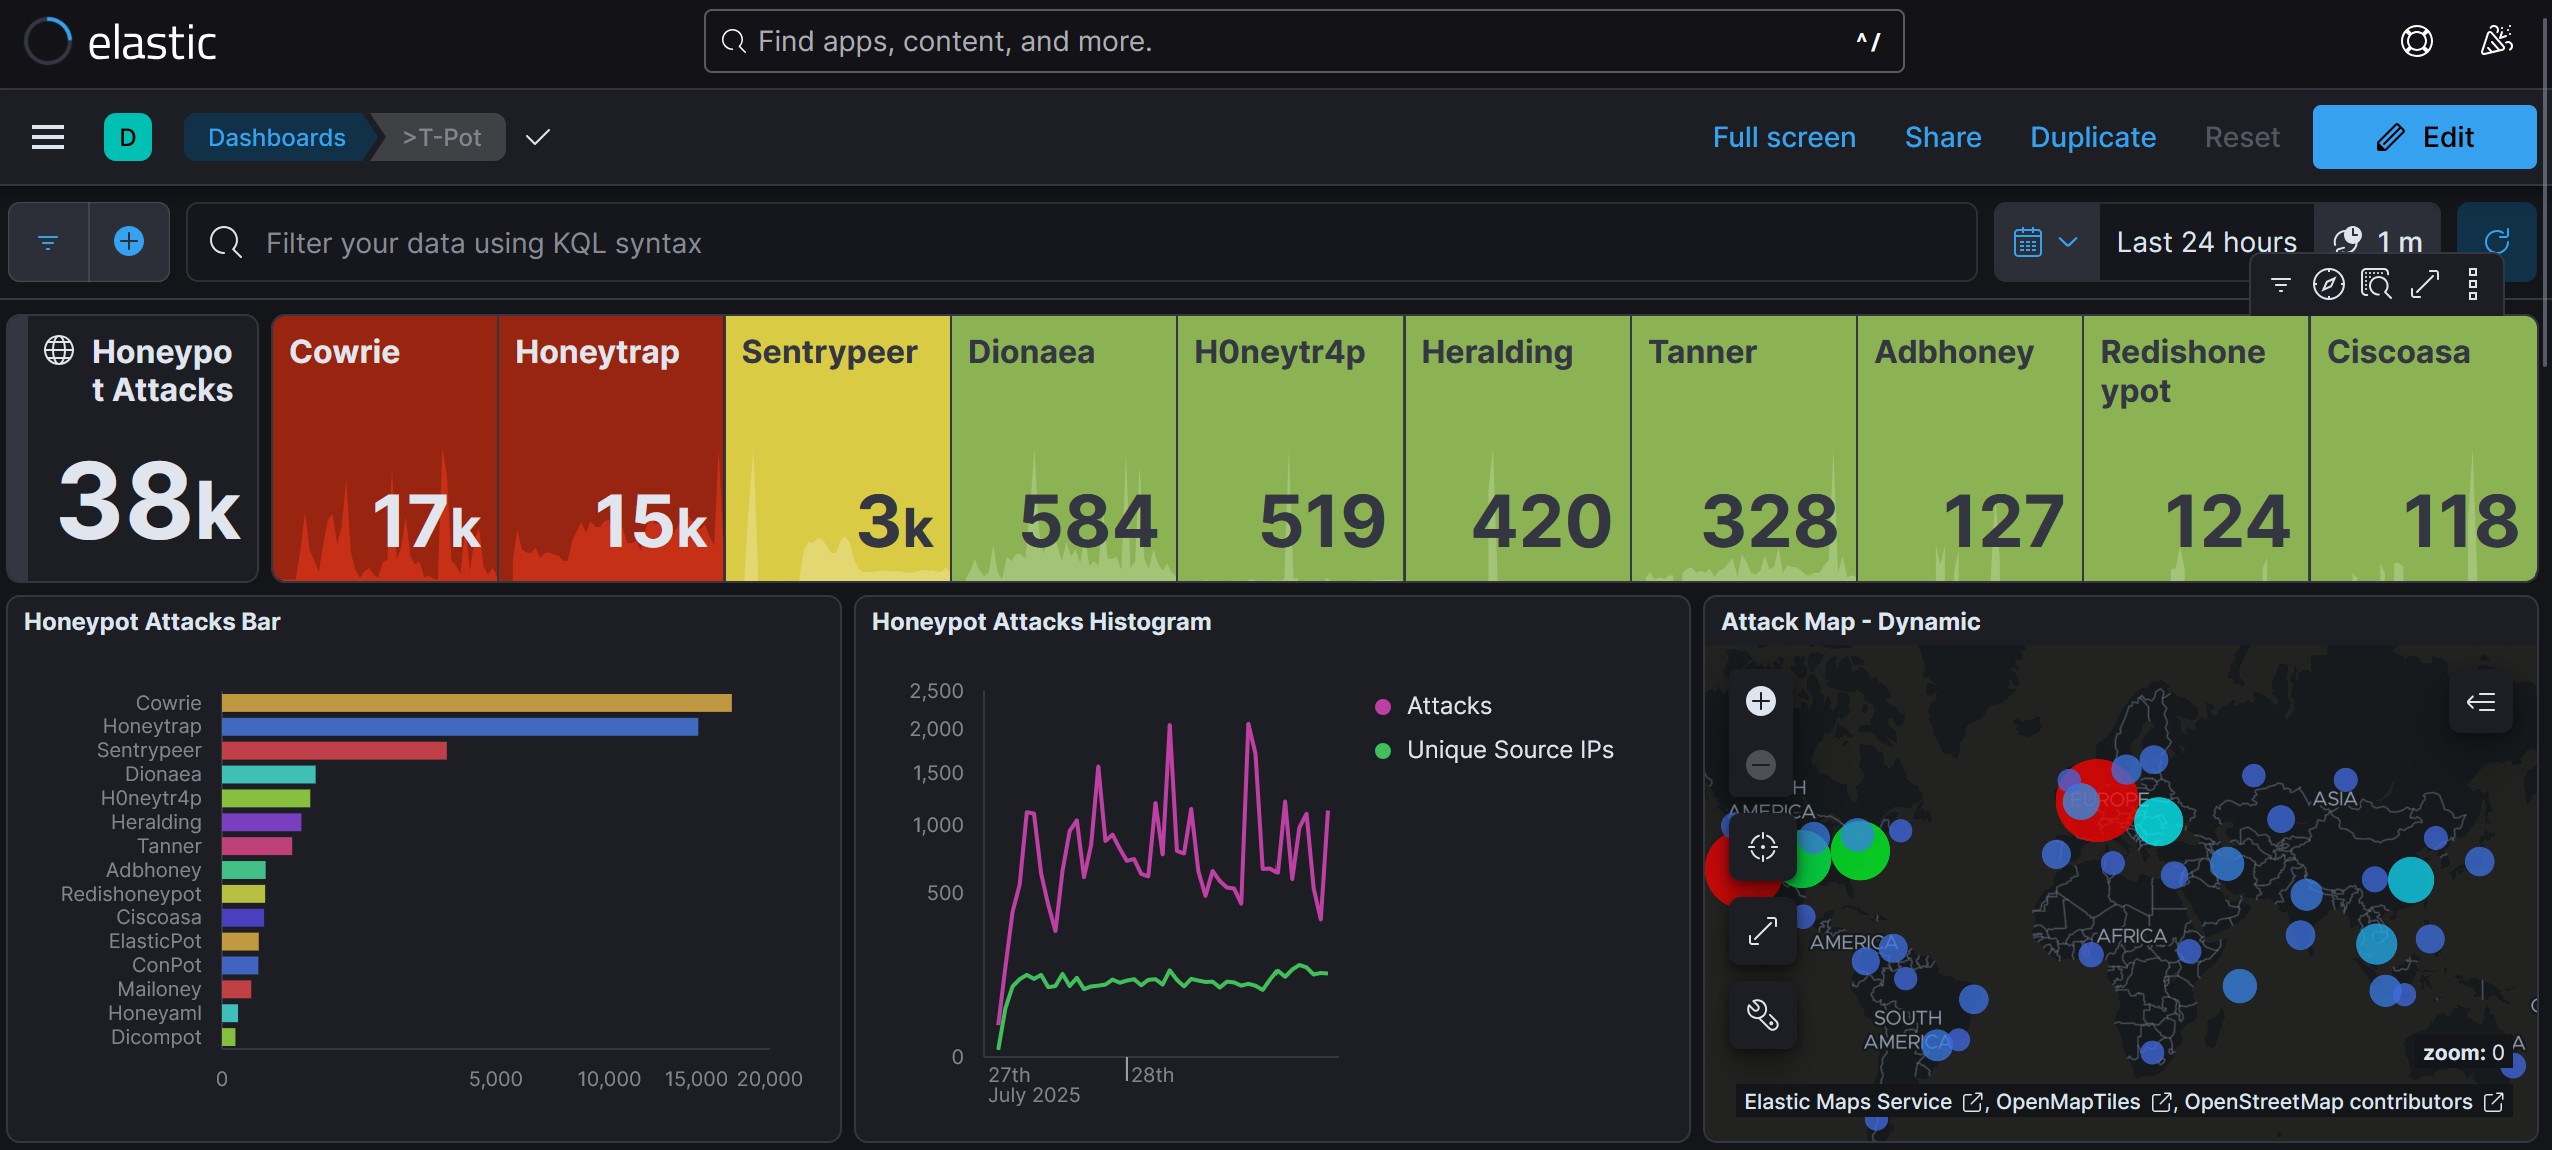 elastic
Find apps, content, and more.
^/
D
Dashboards
>T-Pot
Full screen
Share
Duplicate
Reset
Edit
Filter your data using KQL syntax
Last 24 hours
1 m
Honeypo
t Attacks
38k
Cowrie
17k
Honeytrap
15k
Sentrypeer
3k
Dionaea
584
H0neytr4p
519
Heralding
420
Tanner
328
Adbhoney
127
Redishone
ypot
124
Ciscoasa
118
Honeypot Attacks Bar
Cowrie
Honeytrap
Sentrypeer
Dionaea
H0neytr4p
Heralding
Tanner
Adbhoney
Redishoneypot
Ciscoasa
ElasticPot
ConPot
Mailoney
Honeyaml
Dicompot
0
5,000
10,000
15,000
20,000
Honeypot Attacks Histogram
2,500
2,000
1,500
1,000
500
0
27th
July 2025
28th
Attacks
Unique Source IPs
Attack Map - Dynamic
H
AMERICA
EUROPE
ASIA
AMERICA
AFRICA
SOUTH
AMERICA
A
zoom: 0
Elastic Maps Service , OpenMapTiles , OpenStreetMap contributors